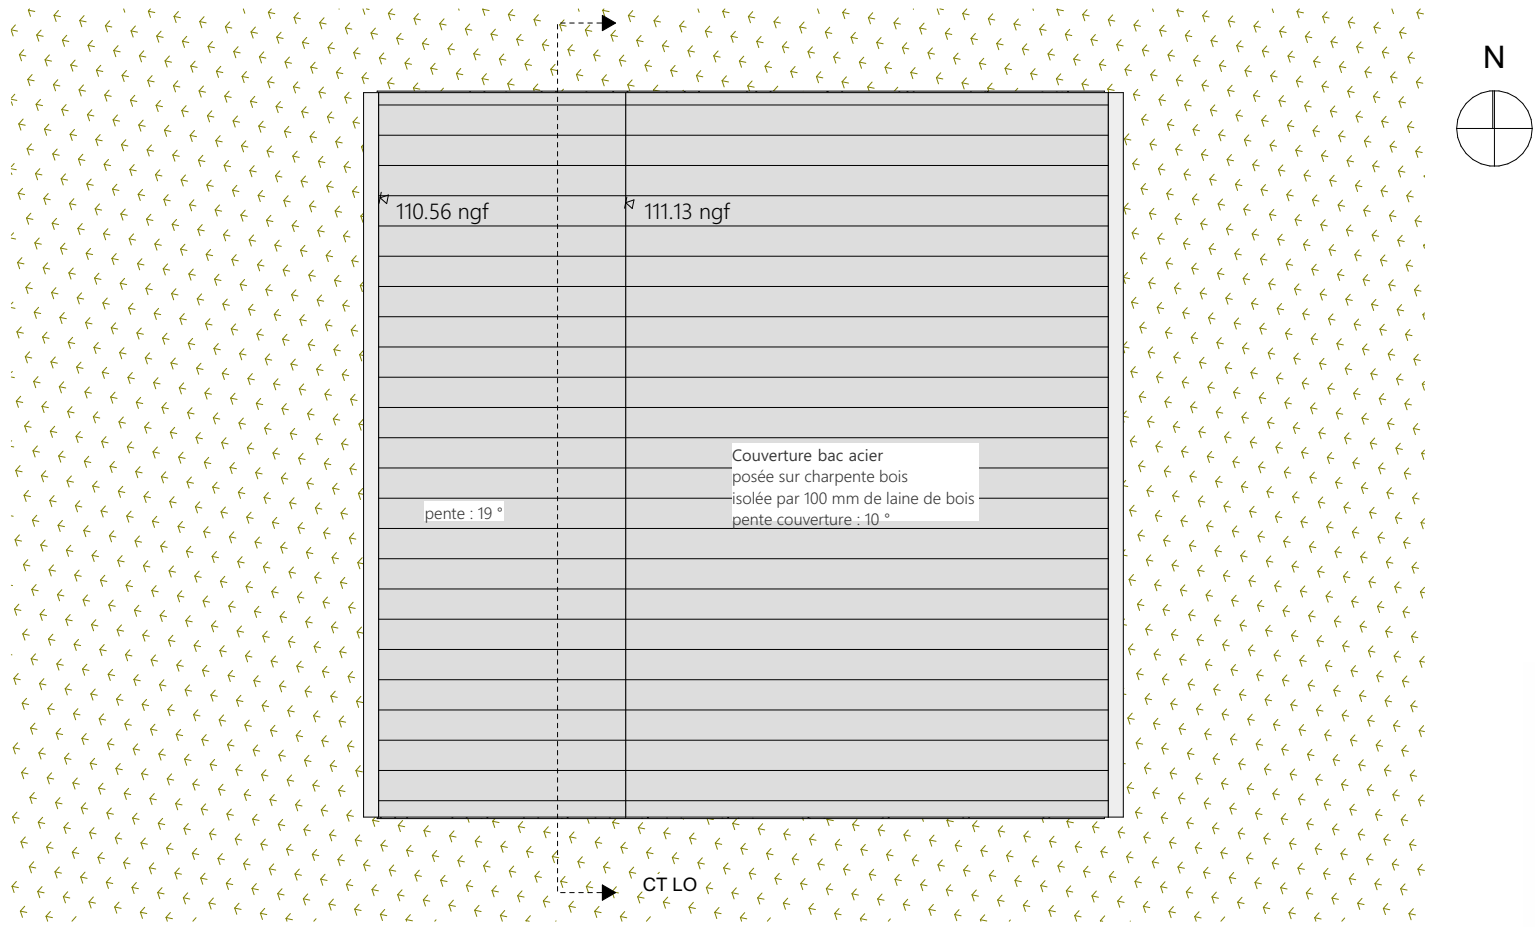 N
110.56 ngf
111.13 ngf
Couverture bac acier
posée sur charpente bois
isolée par 100 mm de laine de bois
pente couverture : 10 °
pente : 19 °
CT LO